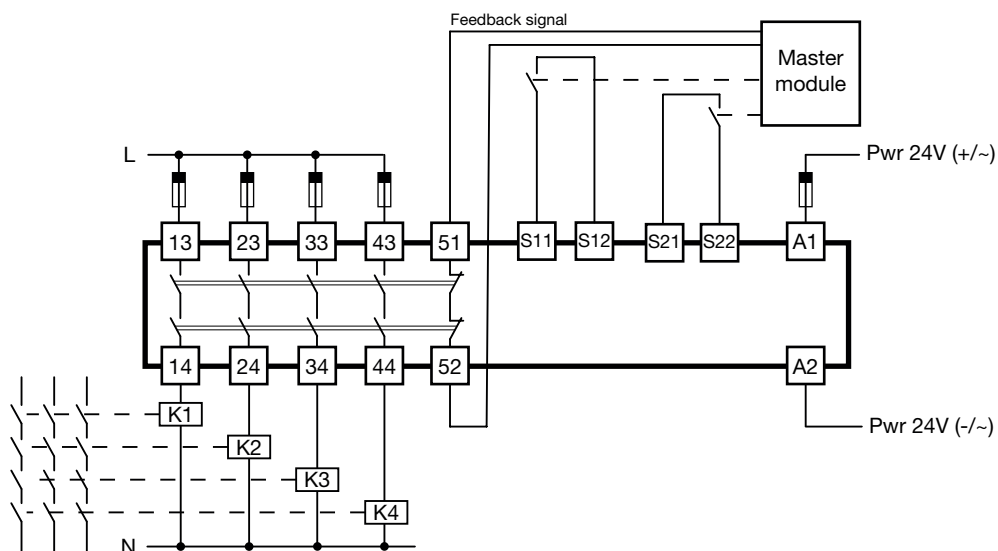 Feedback signal
Master
module
L
Pwr 24V (+/~)
13 23 33 43 51 S11 S12 S21 S22 A1
14 24 34 44 52 A2
K1
Pwr 24V (-/~)
K2
K3
K4
N